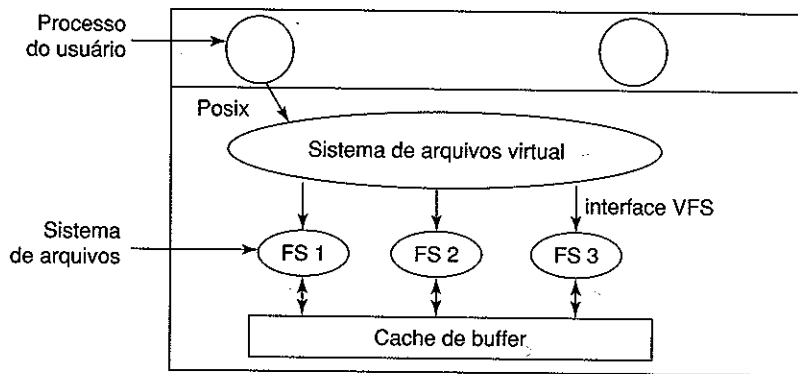 Processo
do usuário
Posix
Sistema de arquivos virtual
interface VFS
Sistema
de arquivos
FS 1
FS 2
FS 3
Cache de buffer